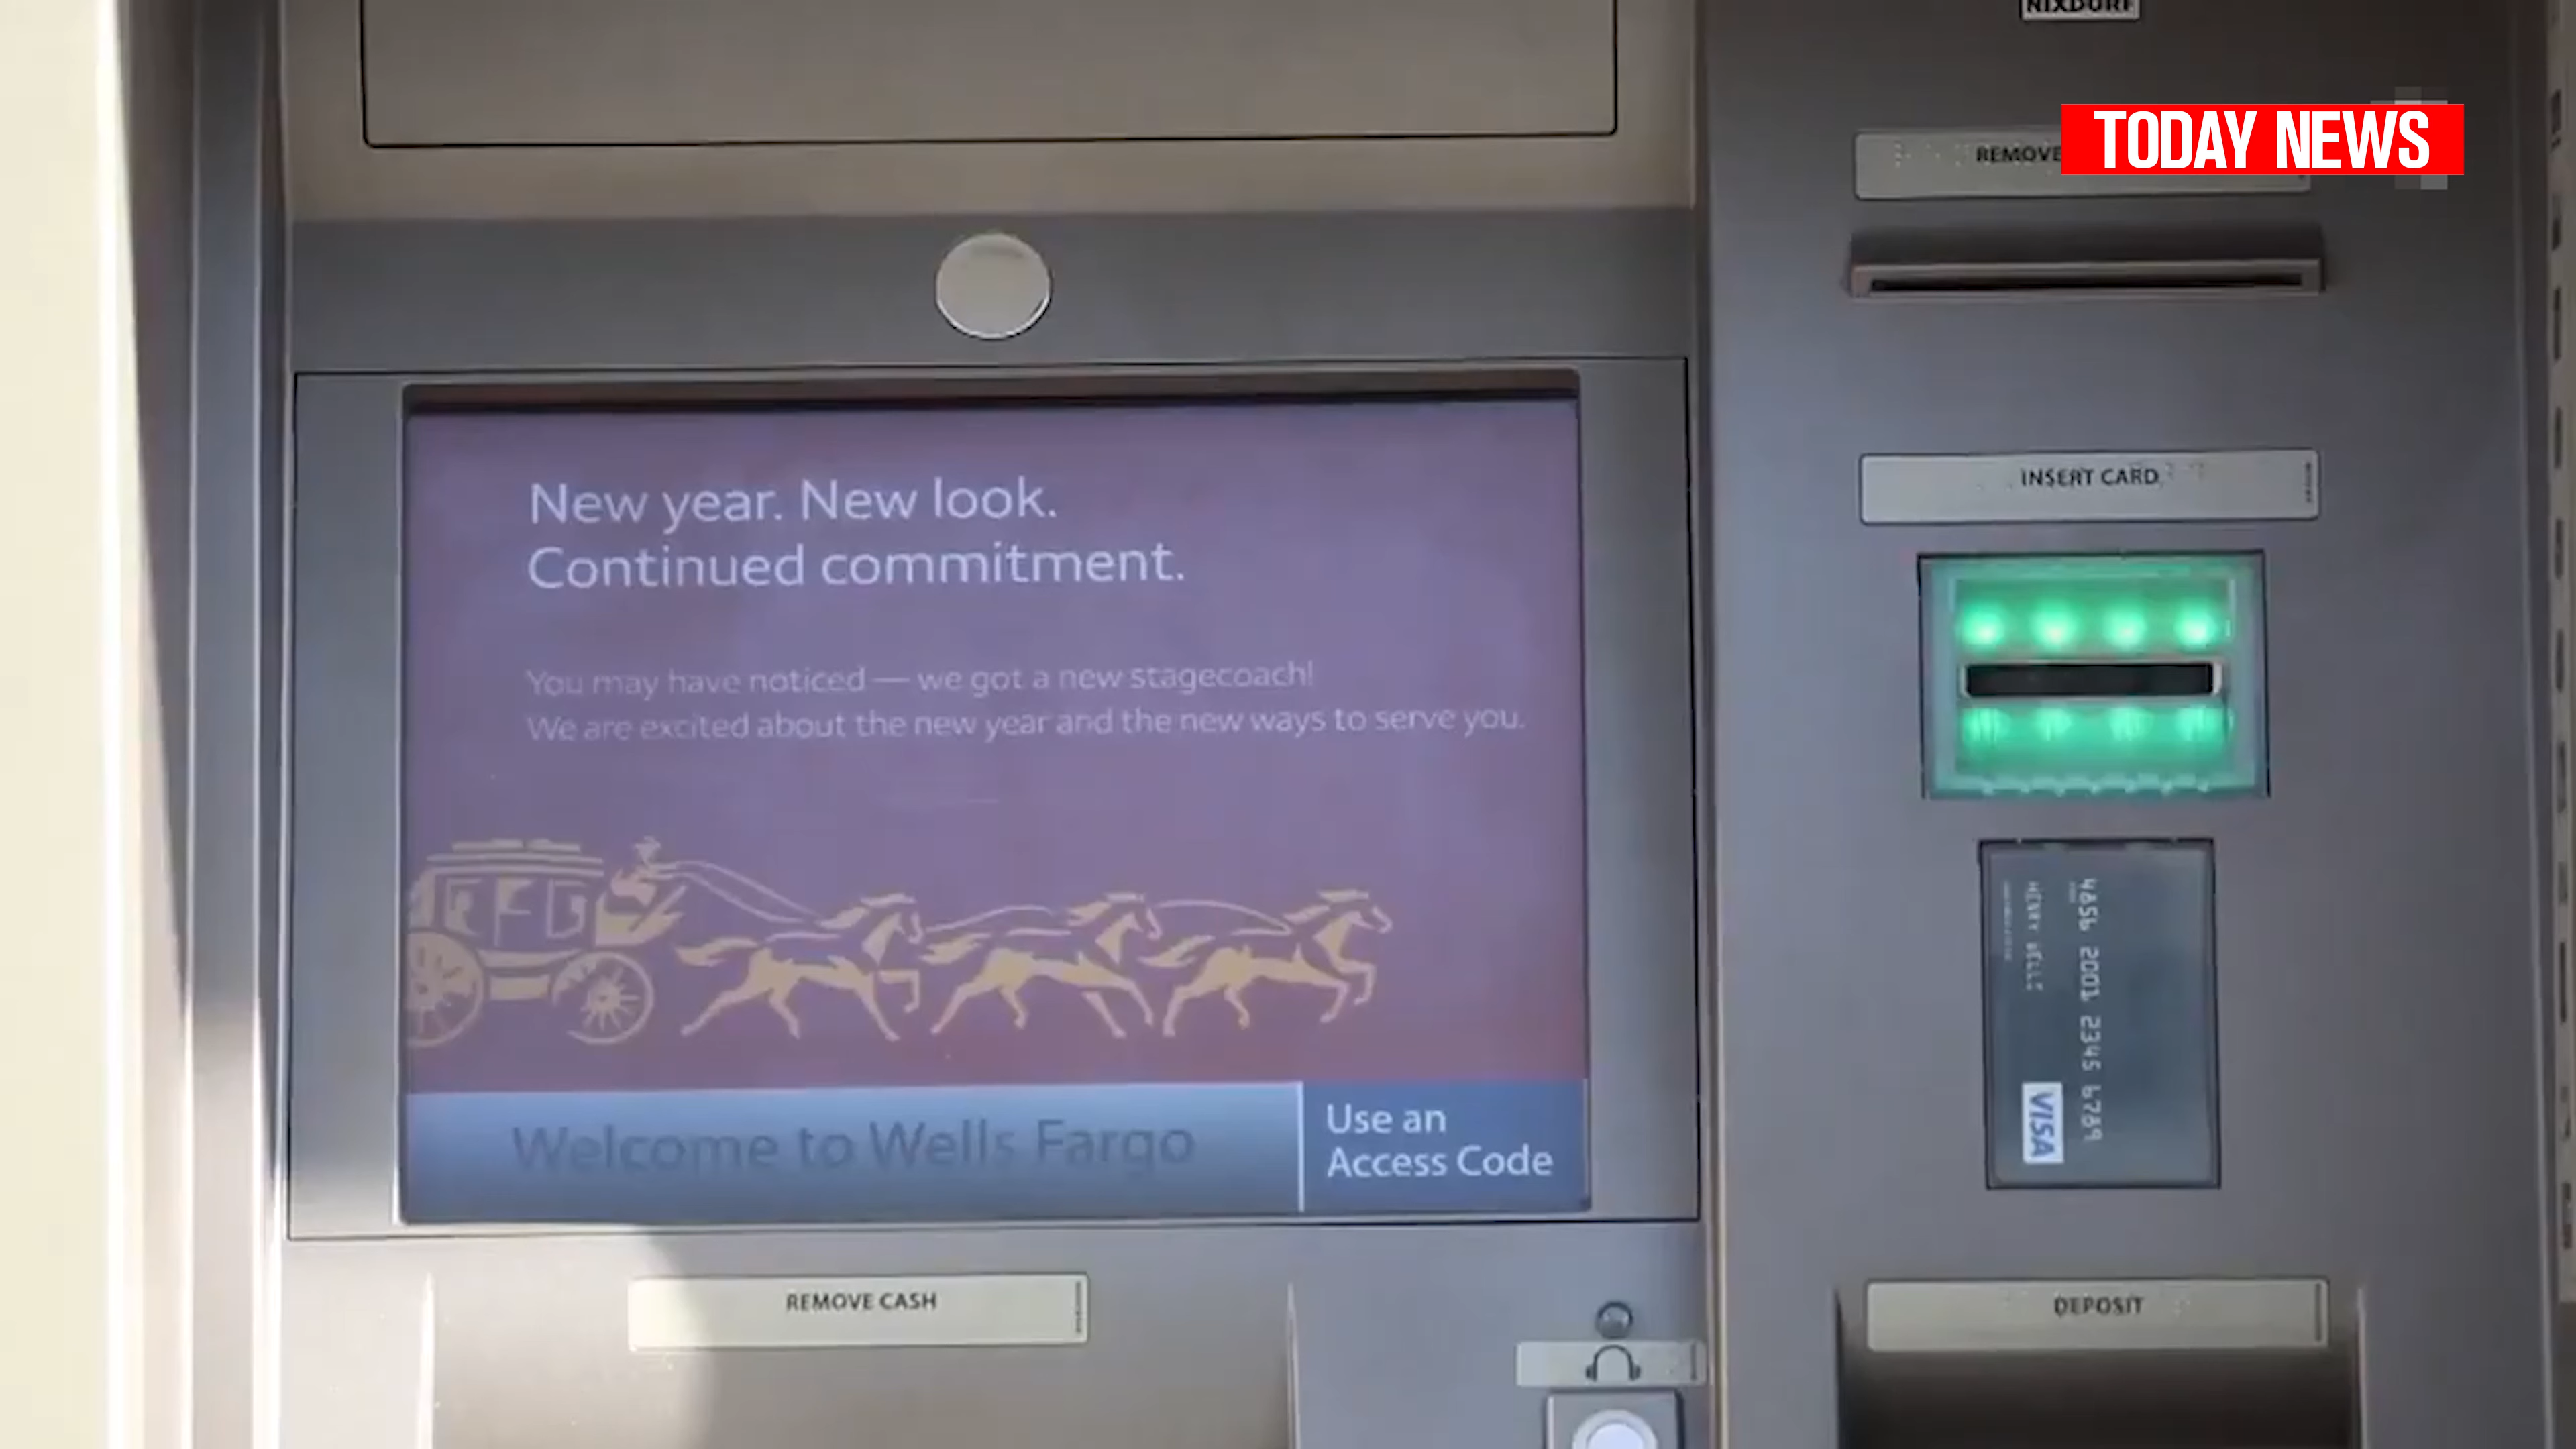 NIXDORF
TODAY NEWS
REMOVE
New year. New look.
Continued commitment.
INSERT CARD
You may have noticed — we got a new stagecoach!
We are excited about the new year and the new ways to serve you.
4856 2001 2345 6789
HENRY WELLS
VISA
Welcome to Wells Fargo
Use an
Access Code
REMOVE CASH
DEPOSIT